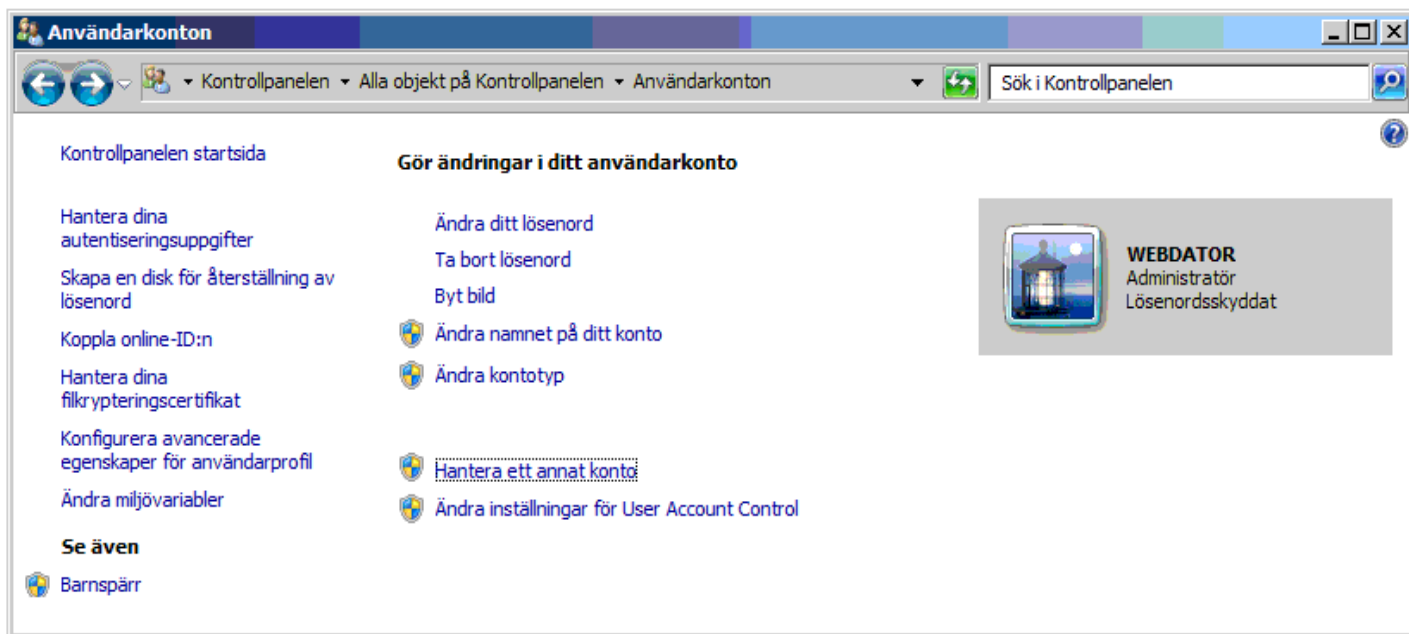 Användarkonton
Kontrollpanelen Alla objekt på Kontrollpanelen Användarkonton
Sök i Kontrollpanelen
Kontrollpanelen startsida
Hantera dina
autentiseringsuppgifter
Skapa en disk för återställning av
lösenord
Koppla online-ID:n
Hantera dina
filkrypteringscertifikat
Konfigurera avancerade
egenskaper för användarprofil
Ändra miljövariabler
Se även
Barnspärr
Gör ändringar i ditt användarkonto
Ändra ditt lösenord
Ta bort lösenord
Byt bild
Ändra namnet på ditt konto
Ändra kontotyp
Hantera ett annat konto
Ändra inställningar för User Account Control
WEBDATOR
Administratör
Lösenordsskyddat